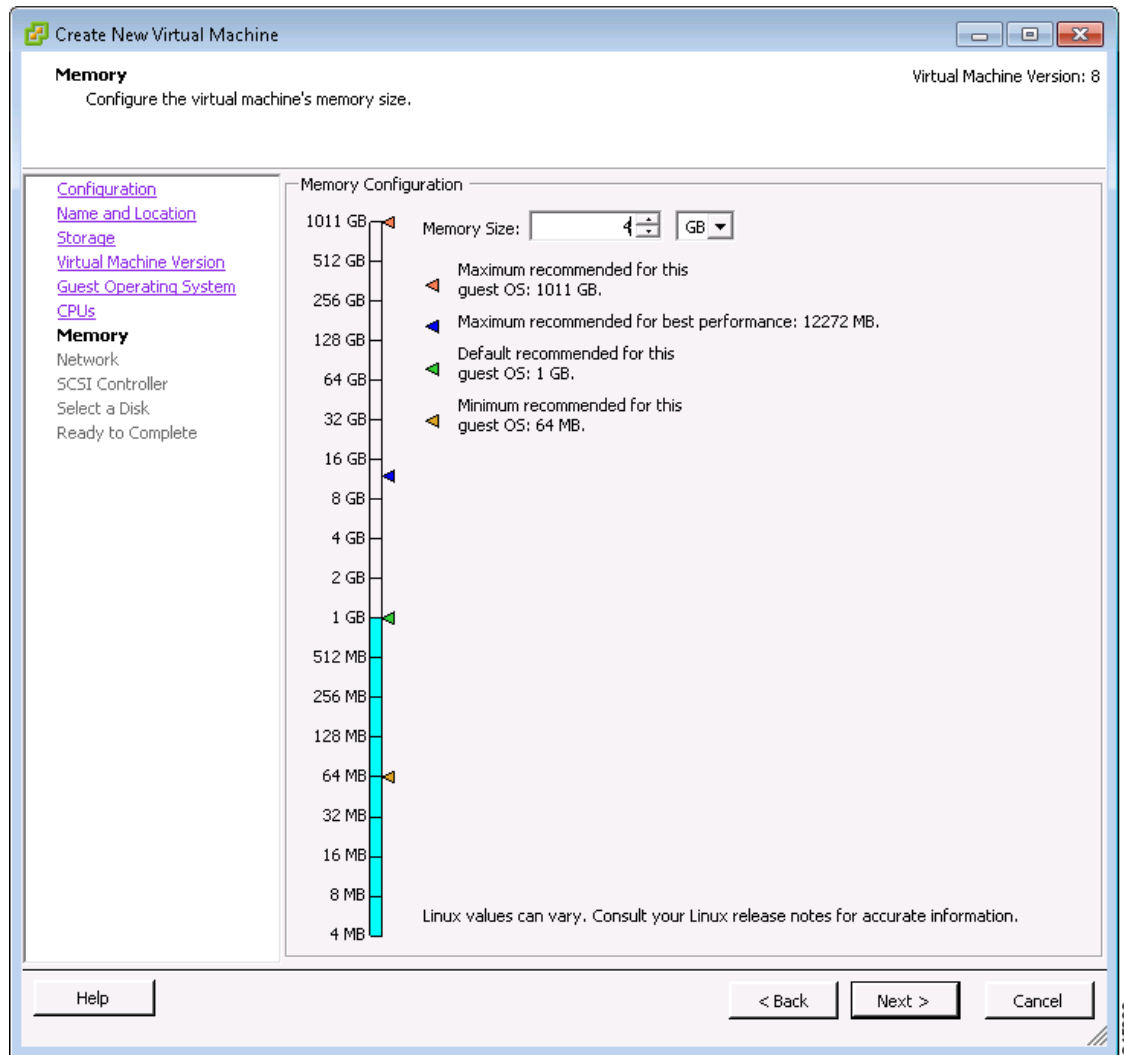 Create New Virtual Machine
Memory
Virtual Machine Version: 8
Configure the virtual machine's memory size.
Configuration
Name and Location
Storage
Virtual Machine Version
Guest Operating System
CPUs
Memory
Network
SCSI Controller
Select a Disk
Ready to Complete
Memory Configuration
1011 GB
512 GB
256 GB
128 GB
64 GB
32 GB
16 GB
8 GB
4 GB
2 GB
1 GB
512 MB
256 MB
128 MB
64 MB
32 MB
16 MB
8 MB
4 MB
Memory Size: 4 GB
Maximum recommended for this
guest OS: 1011 GB.
Maximum recommended for best performance: 12272 MB.
Default recommended for this
guest OS: 1 GB.
Minimum recommended for this
guest OS: 64 MB.
Linux values can vary. Consult your Linux release notes for accurate information.
Help
< Back
Next >
Cancel